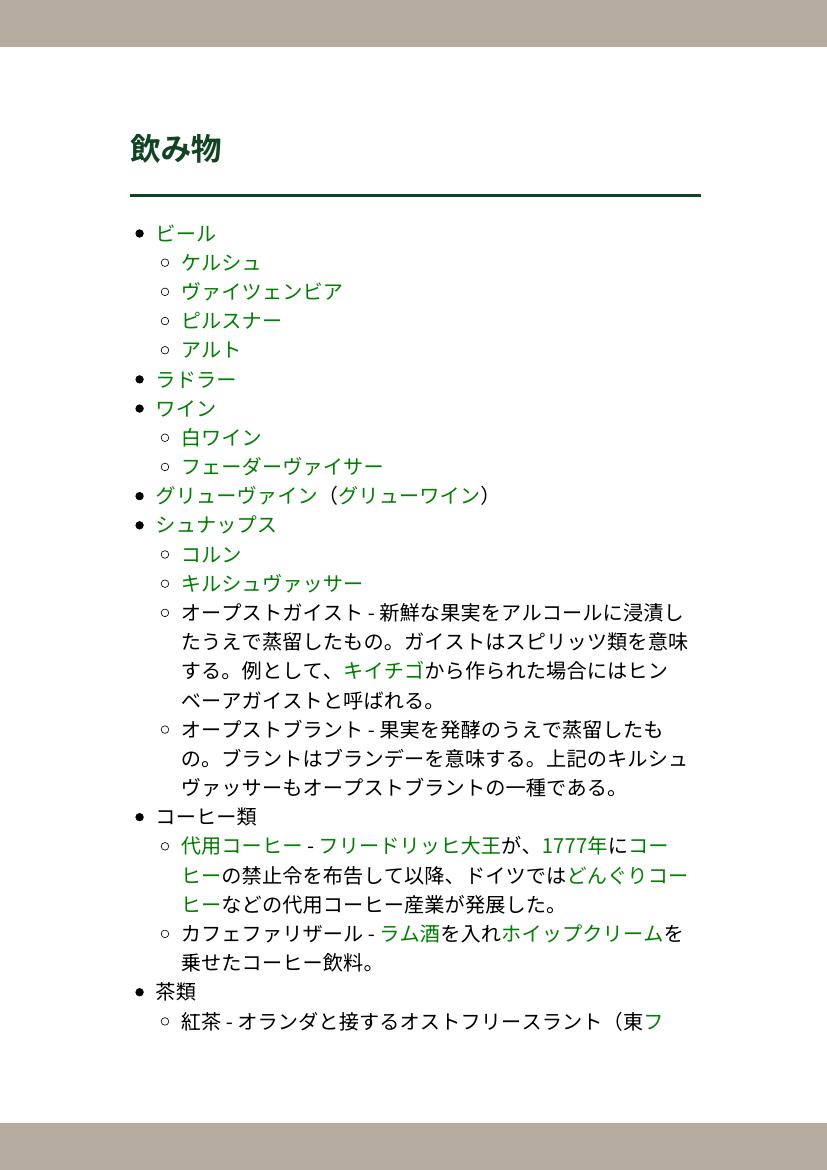 飲み物
• ビール
○ ケルシュ
○ ヴァイツェンビア
○ ピルスナー
○ アルト
• ラドラー
• ワイン
○ 白ワイン
○ フェーダーヴァイサー
• グリューヴァイン（グリューワイン）
• シュナップス
○ コルン
○ キルシュヴァッサー
○ オープストガイスト - 新鮮な果実をアルコールに浸漬し
たうえで蒸留したもの。ガイストはスピリッツ類を意味
する。例として、キイチゴから作られた場合にはヒン
ベーアガイストと呼ばれる。
○ オープストブラント - 果実を発酵のうえで蒸留したも
の。ブラントはブランデーを意味する。上記のキルシュ
ヴァッサーもオープストブラントの一種である。
• コーヒー類
○ 代用コーヒー - フリードリッヒ大王が、1777年にコー
ヒーの禁止令を布告して以降、ドイツではどんぐりコー
ヒーなどの代用コーヒー産業が発展した。
○ カフェファリザール - ラム酒を入れホイップクリームを
乗せたコーヒー飲料。
• 茶類
○ 紅茶 - オランダと接するオストフリースラント（東フ